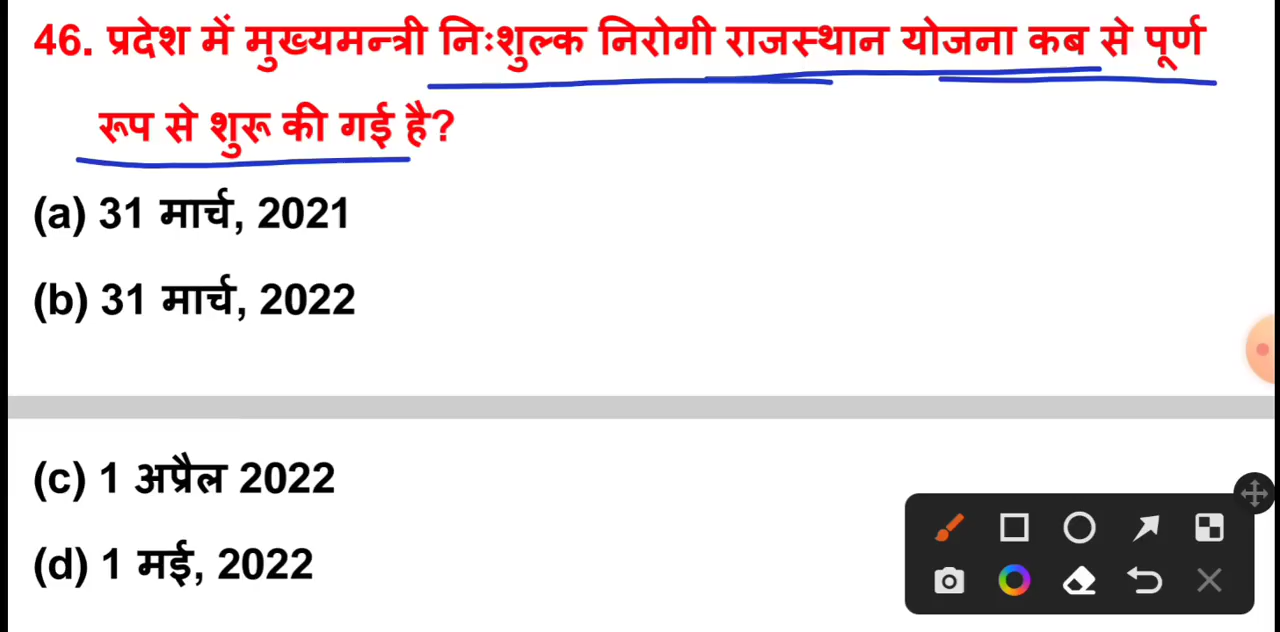 46. प्रदेश में मुख्यमन्त्री निःशुल्क निरोगी राजस्थान योजना कब से पूर्ण
रूप से शुरू की गई है?
(a) 31 मार्च, 2021
(b) 31 मार्च, 2022
(c) 1 अप्रैल 2022
(d) 1 मई, 2022